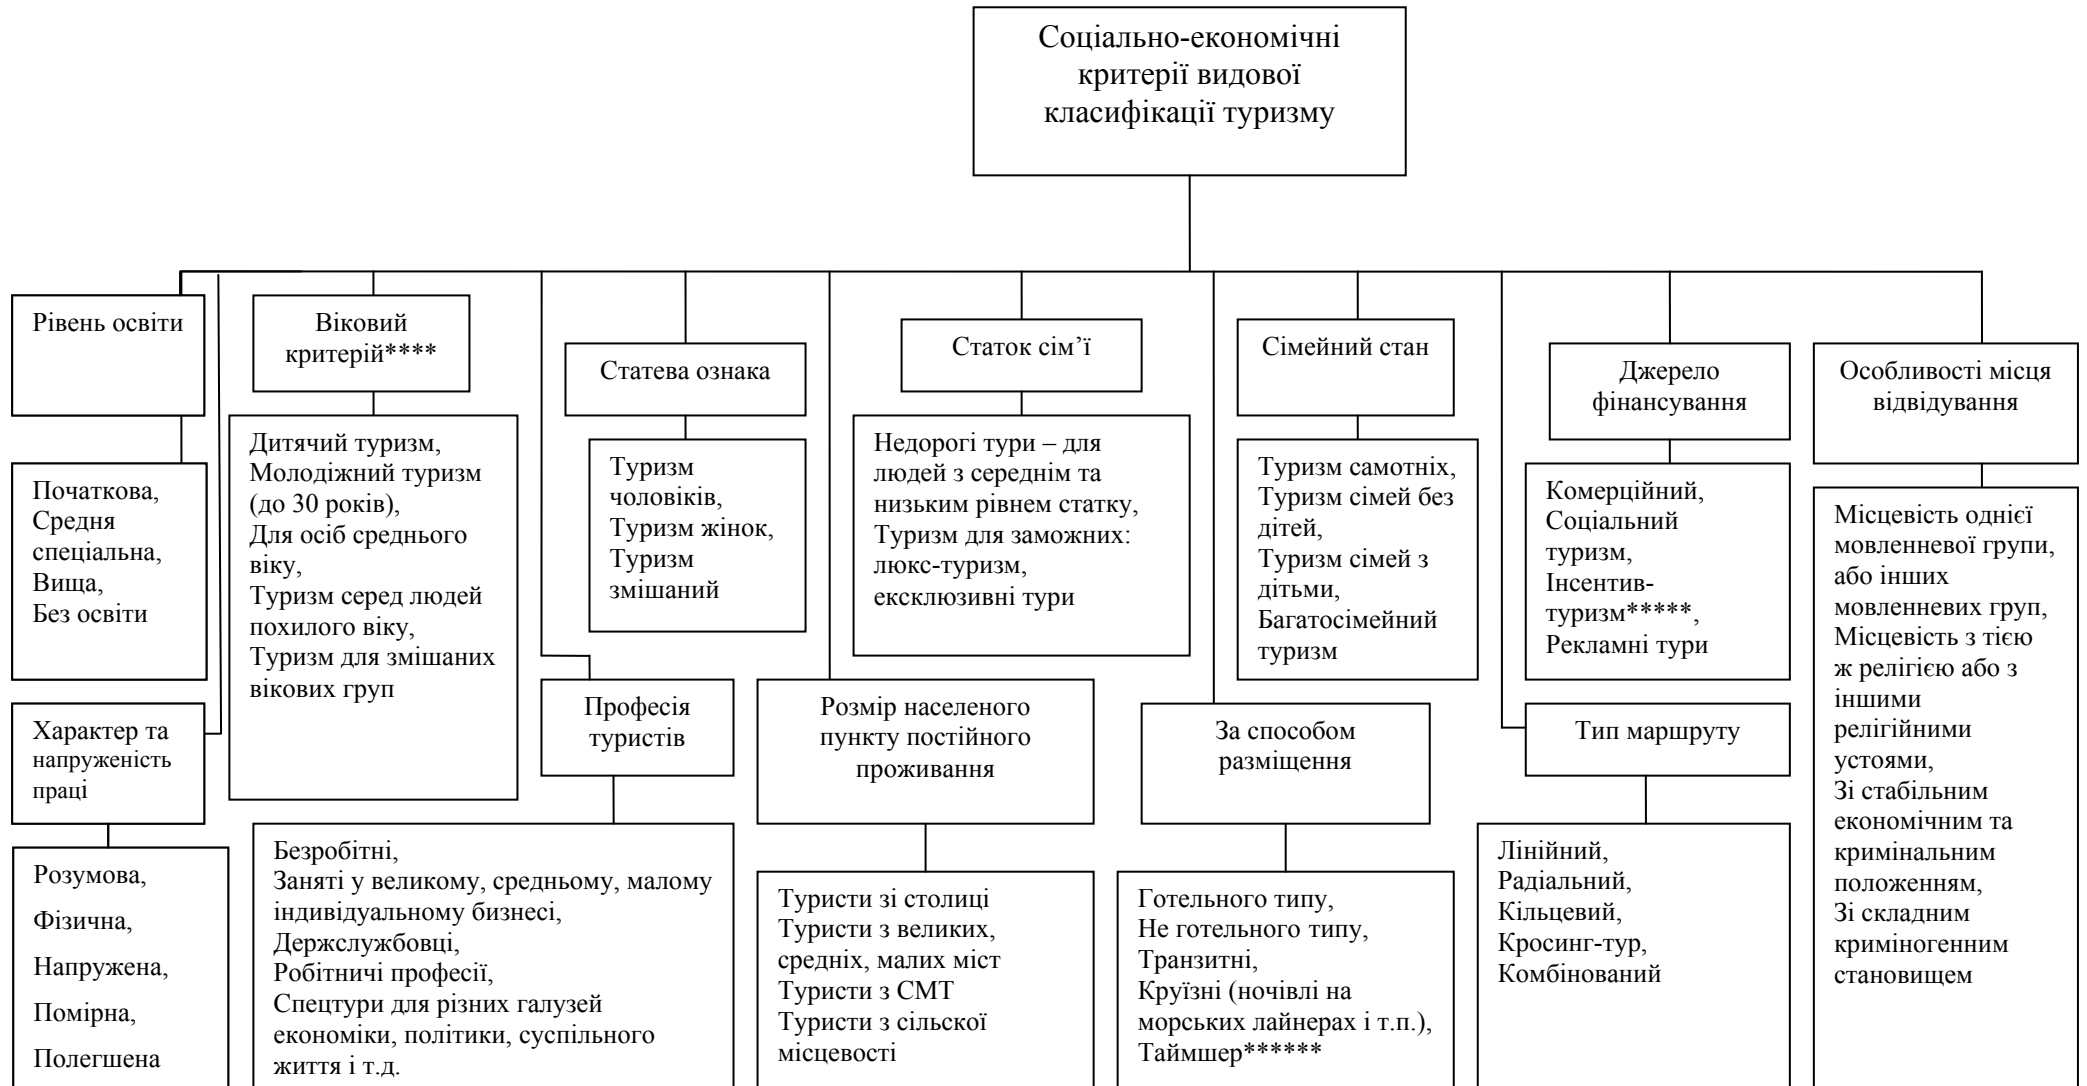 Соціально-економічні
критерії видової
класифікації туризму
Рівень освіти
Початкова,
Средня
спеціальна,
Вища,
Без освіти
Характер та
напруженість
праці
Розумова,
Фізична,
Напружена,
Помірна,
Полегшена
Віковий
критерій****
Дитячий туризм,
Молодіжний туризм
(до 30 років),
Для осіб среднього
віку,
Туризм серед людей
похилого віку,
Туризм для змішаних
вікових груп
Професія
туристів
Безробітні,
Заняті у великому, средньому, малому
індивідуальному бизнесі,
Держслужбовці,
Робітничі професії,
Спецтури для різних галузей
економіки, політики, суспільного
життя і т.д.
Статева ознака
Туризм
чоловіків,
Туризм жінок,
Туризм
змішаний
Розмір населеного
пункту постійного
проживання
Туристи зі столиці
Туристи з великих,
средніх, малих міст
Туристи з СМТ
Туристи з сільскої
місцевості
Статок сім’ї
Недорогі тури – для
людей з середнім та
низьким рівнем статку,
Туризм для заможних:
люкс-туризм,
ексклюзивні тури
За способом
разміщення
Готельного типу,
Не готельного типу,
Транзитні,
Круїзні (ночівлі на
морських лайнерах і т.п.),
Таймшер******
Сімейний стан
Туризм самотніх,
Туризм сімей без
дітей,
Туризм сімей з
дітьми,
Багатосімейний
туризм
Джерело
фінансування
Комерційний,
Соціальний
туризм,
Інсентив-
туризм*****,
Рекламні тури
Тип маршруту
Лінійний,
Радіальний,
Кільцевий,
Кросинг-тур,
Комбінований
Особливості місця
відвідування
Місцевість однієї
мовленневої групи,
або інших
мовленневих груп,
Місцевість з тією
ж релігією або з
іншими
релігійними
устоями,
Зі стабільним
економічним та
кримінальним
положенням,
Зі складним
криміногенним
становищем